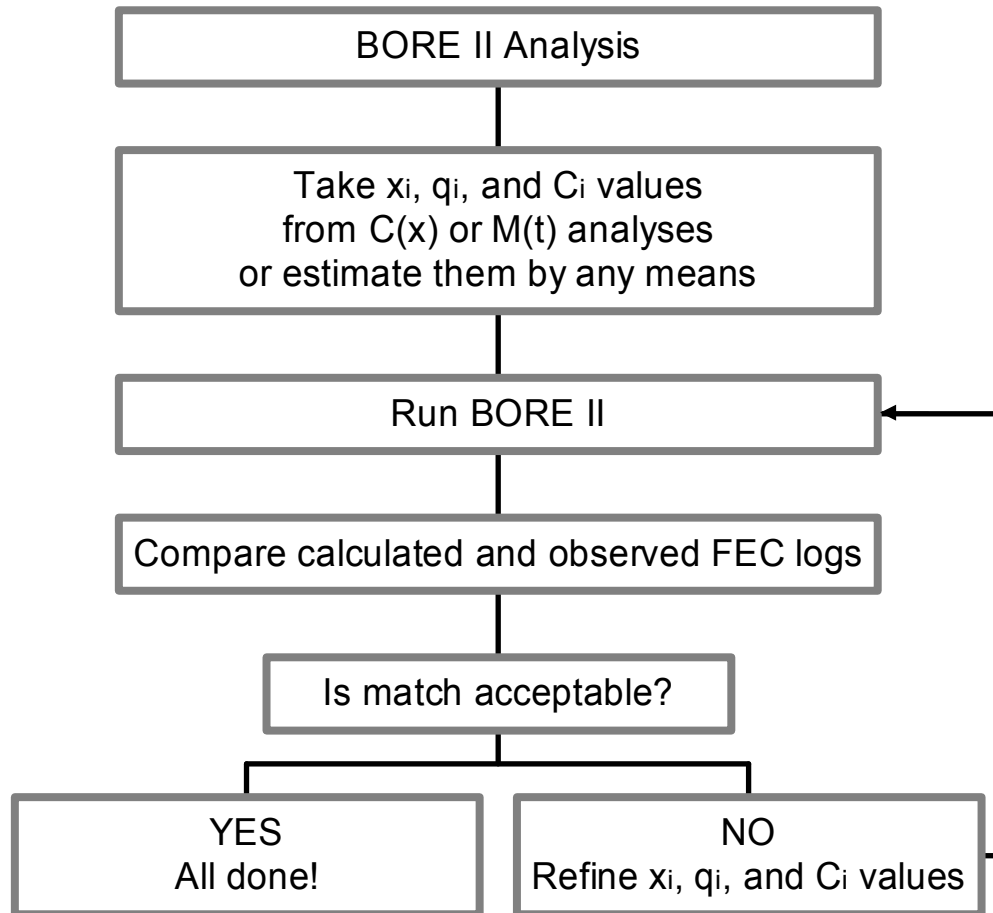 BORE II Analysis
Take xi, qi, and Ci values
from C(x) or M(t) analyses
or estimate them by any means
Run BORE II
Compare calculated and observed FEC logs
Is match acceptable?
YES
All done!
NO
Refine xi, qi, and Ci values